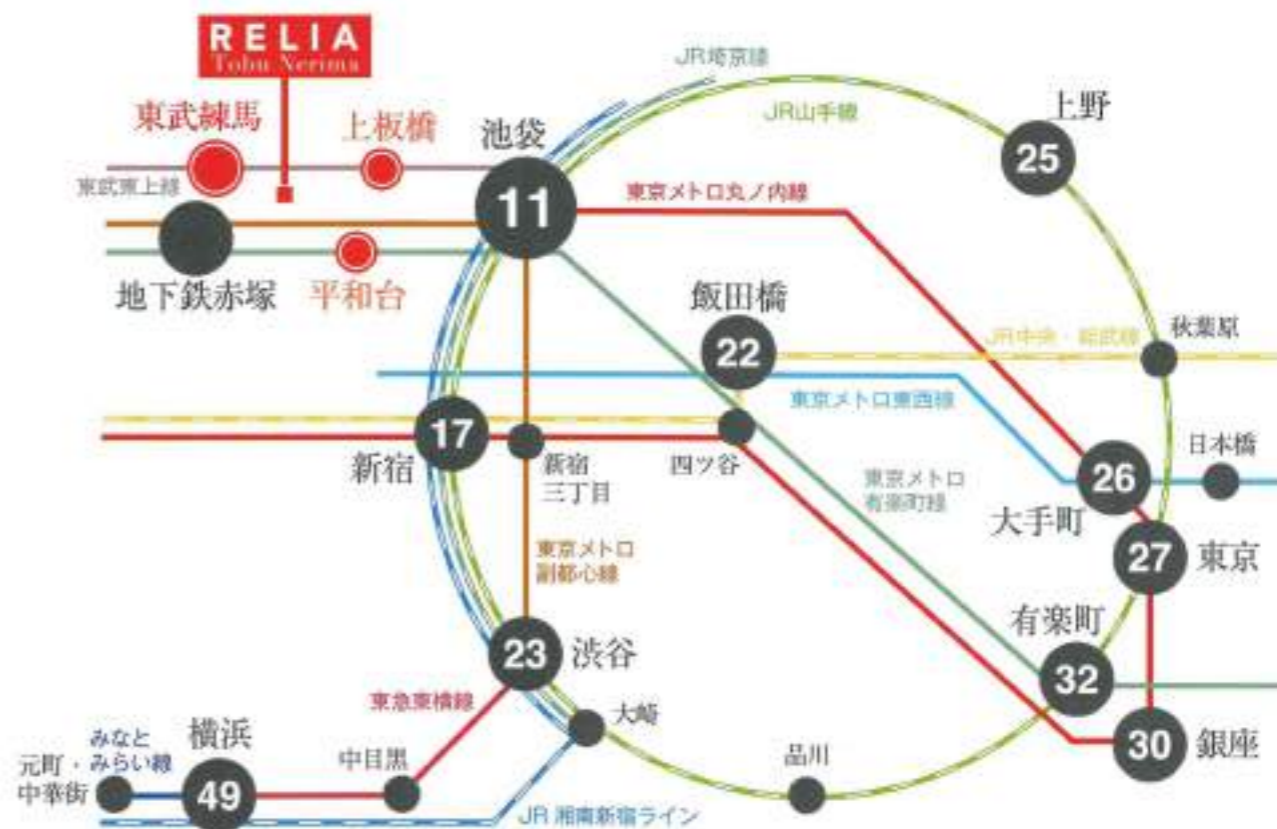 RELIA
Tobu Nerima
東武練馬
上板橋
池袋
JR埼京線
JR山手線
上野
25
東武東上線
11
東京メトロ丸ノ内線
地下鉄赤塚
平和台
飯田橋
22
秋葉原
JR中央・総武線
東京メトロ東西線
17
新宿
新宿
三丁目
四ツ谷
東京メトロ
有楽町線
日本橋
26
大手町
東京メトロ
副都心線
27
東京
有楽町
32
23
渋谷
東急東横線
大崎
30
銀座
みなと
みらい線
横浜
元町・
中華街
49
中目黒
品川
JR 湘南新宿ライン